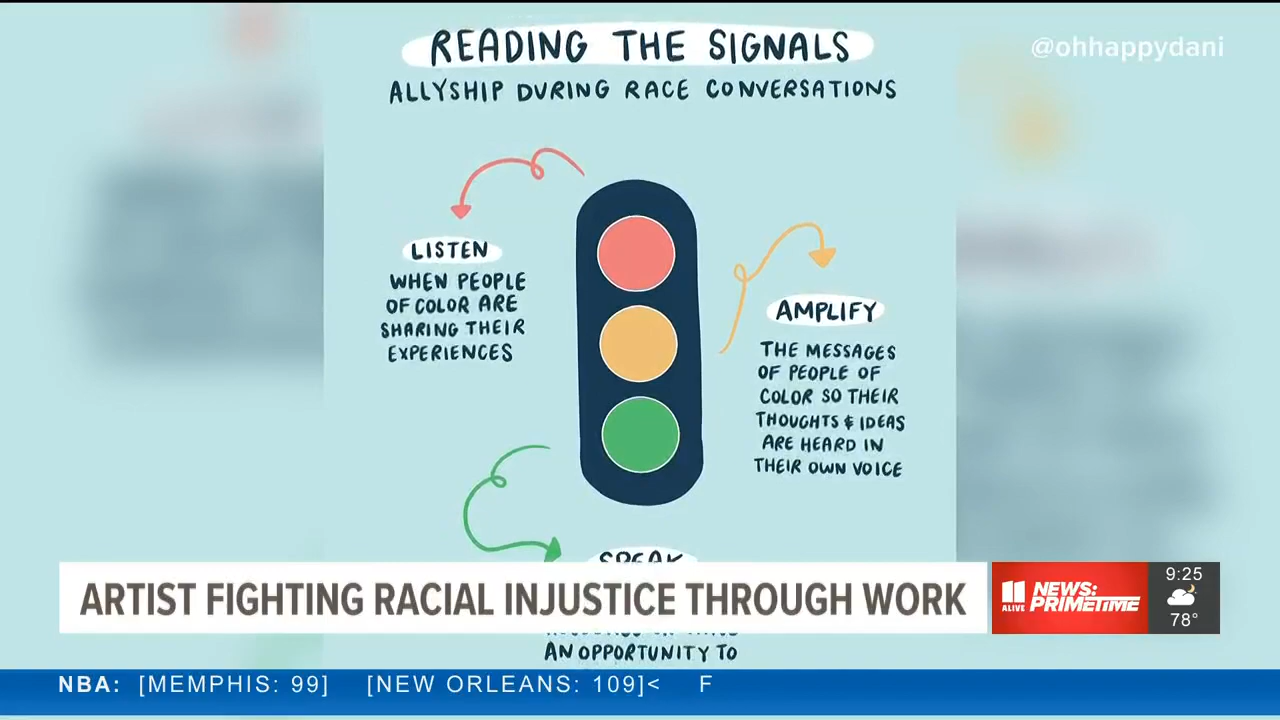 READING THE SIGNALS
@ohhappydani
ALLYSHIP DURING RACE CONVERSATIONS
LISTEN
WHEN PEOPLE
OF COLOR ARE
SHARING THEIR
EXPERIENCES
AMPLIFY
THE MESSAGES
OF PEOPLE OF
COLOR SO THEIR
THOUGHTS & IDEAS
ARE HEARD IN
THEIR OWN VOICE
SPEAK
ARTIST FIGHTING RACIAL INJUSTICE THROUGH WORK
11 ALIVE
NEWS:
PRIMETIME
9:25
78°
AN OPPORTUNITY TO
NBA: [MEMPHIS: 99] [NEW ORLEANS: 109]< F